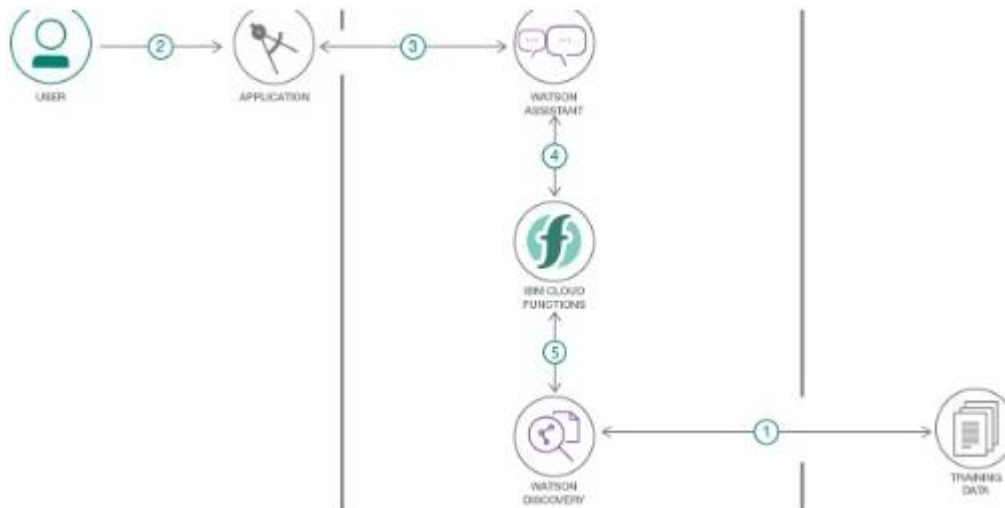 2
3
USER
APPLICATION
WATSON
ASSISTANT
4
IBM CLOUD
FUNCTIONS
5
1
WATSON
DISCOVERY
TRAINING
DATA